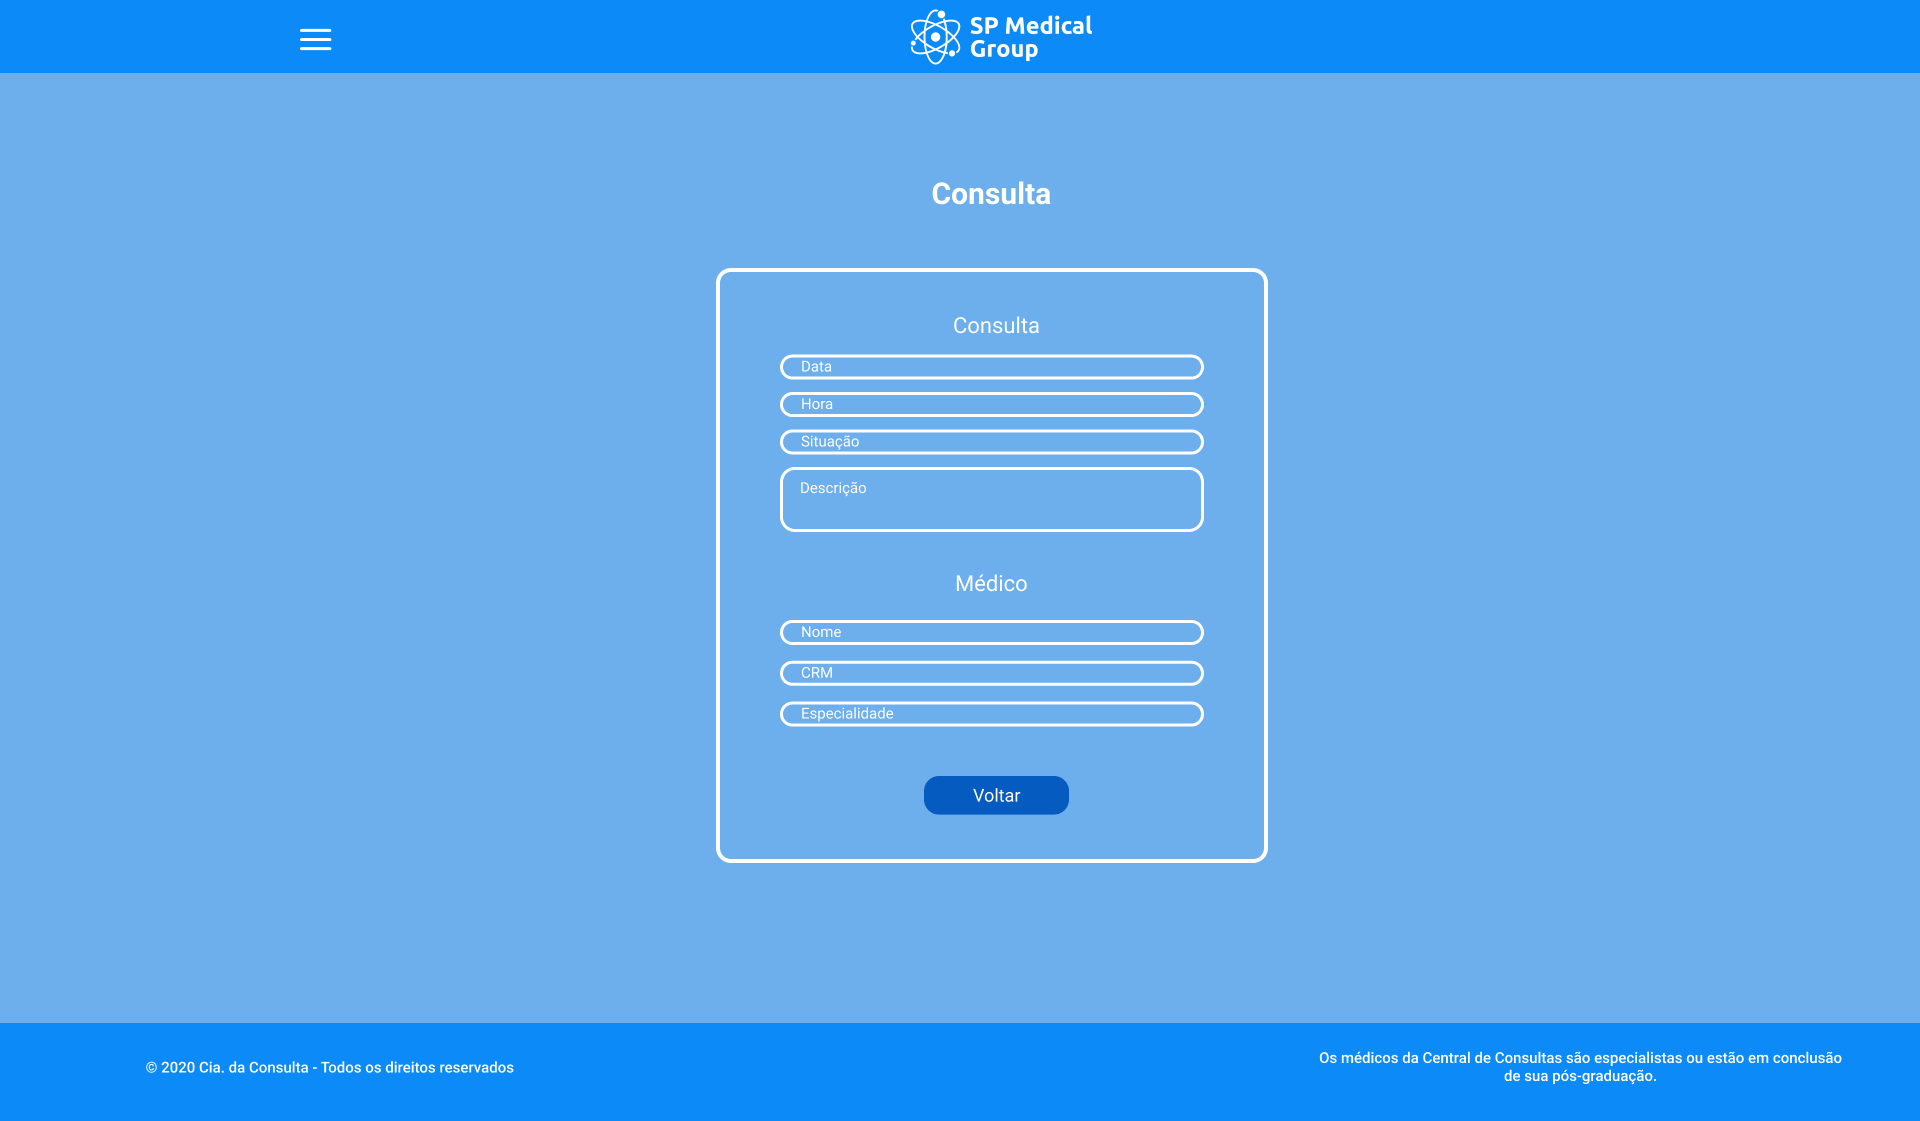 SP Medical
Group
Consulta
Consulta
Data
Hora
Situação
Descrição
Médico
Nome
CRM
Especialidade
Voltar
© 2020 Cia. da Consulta - Todos os direitos reservados
Os médicos da Central de Consultas são especialistas ou estão em conclusão
de sua pós-graduação.